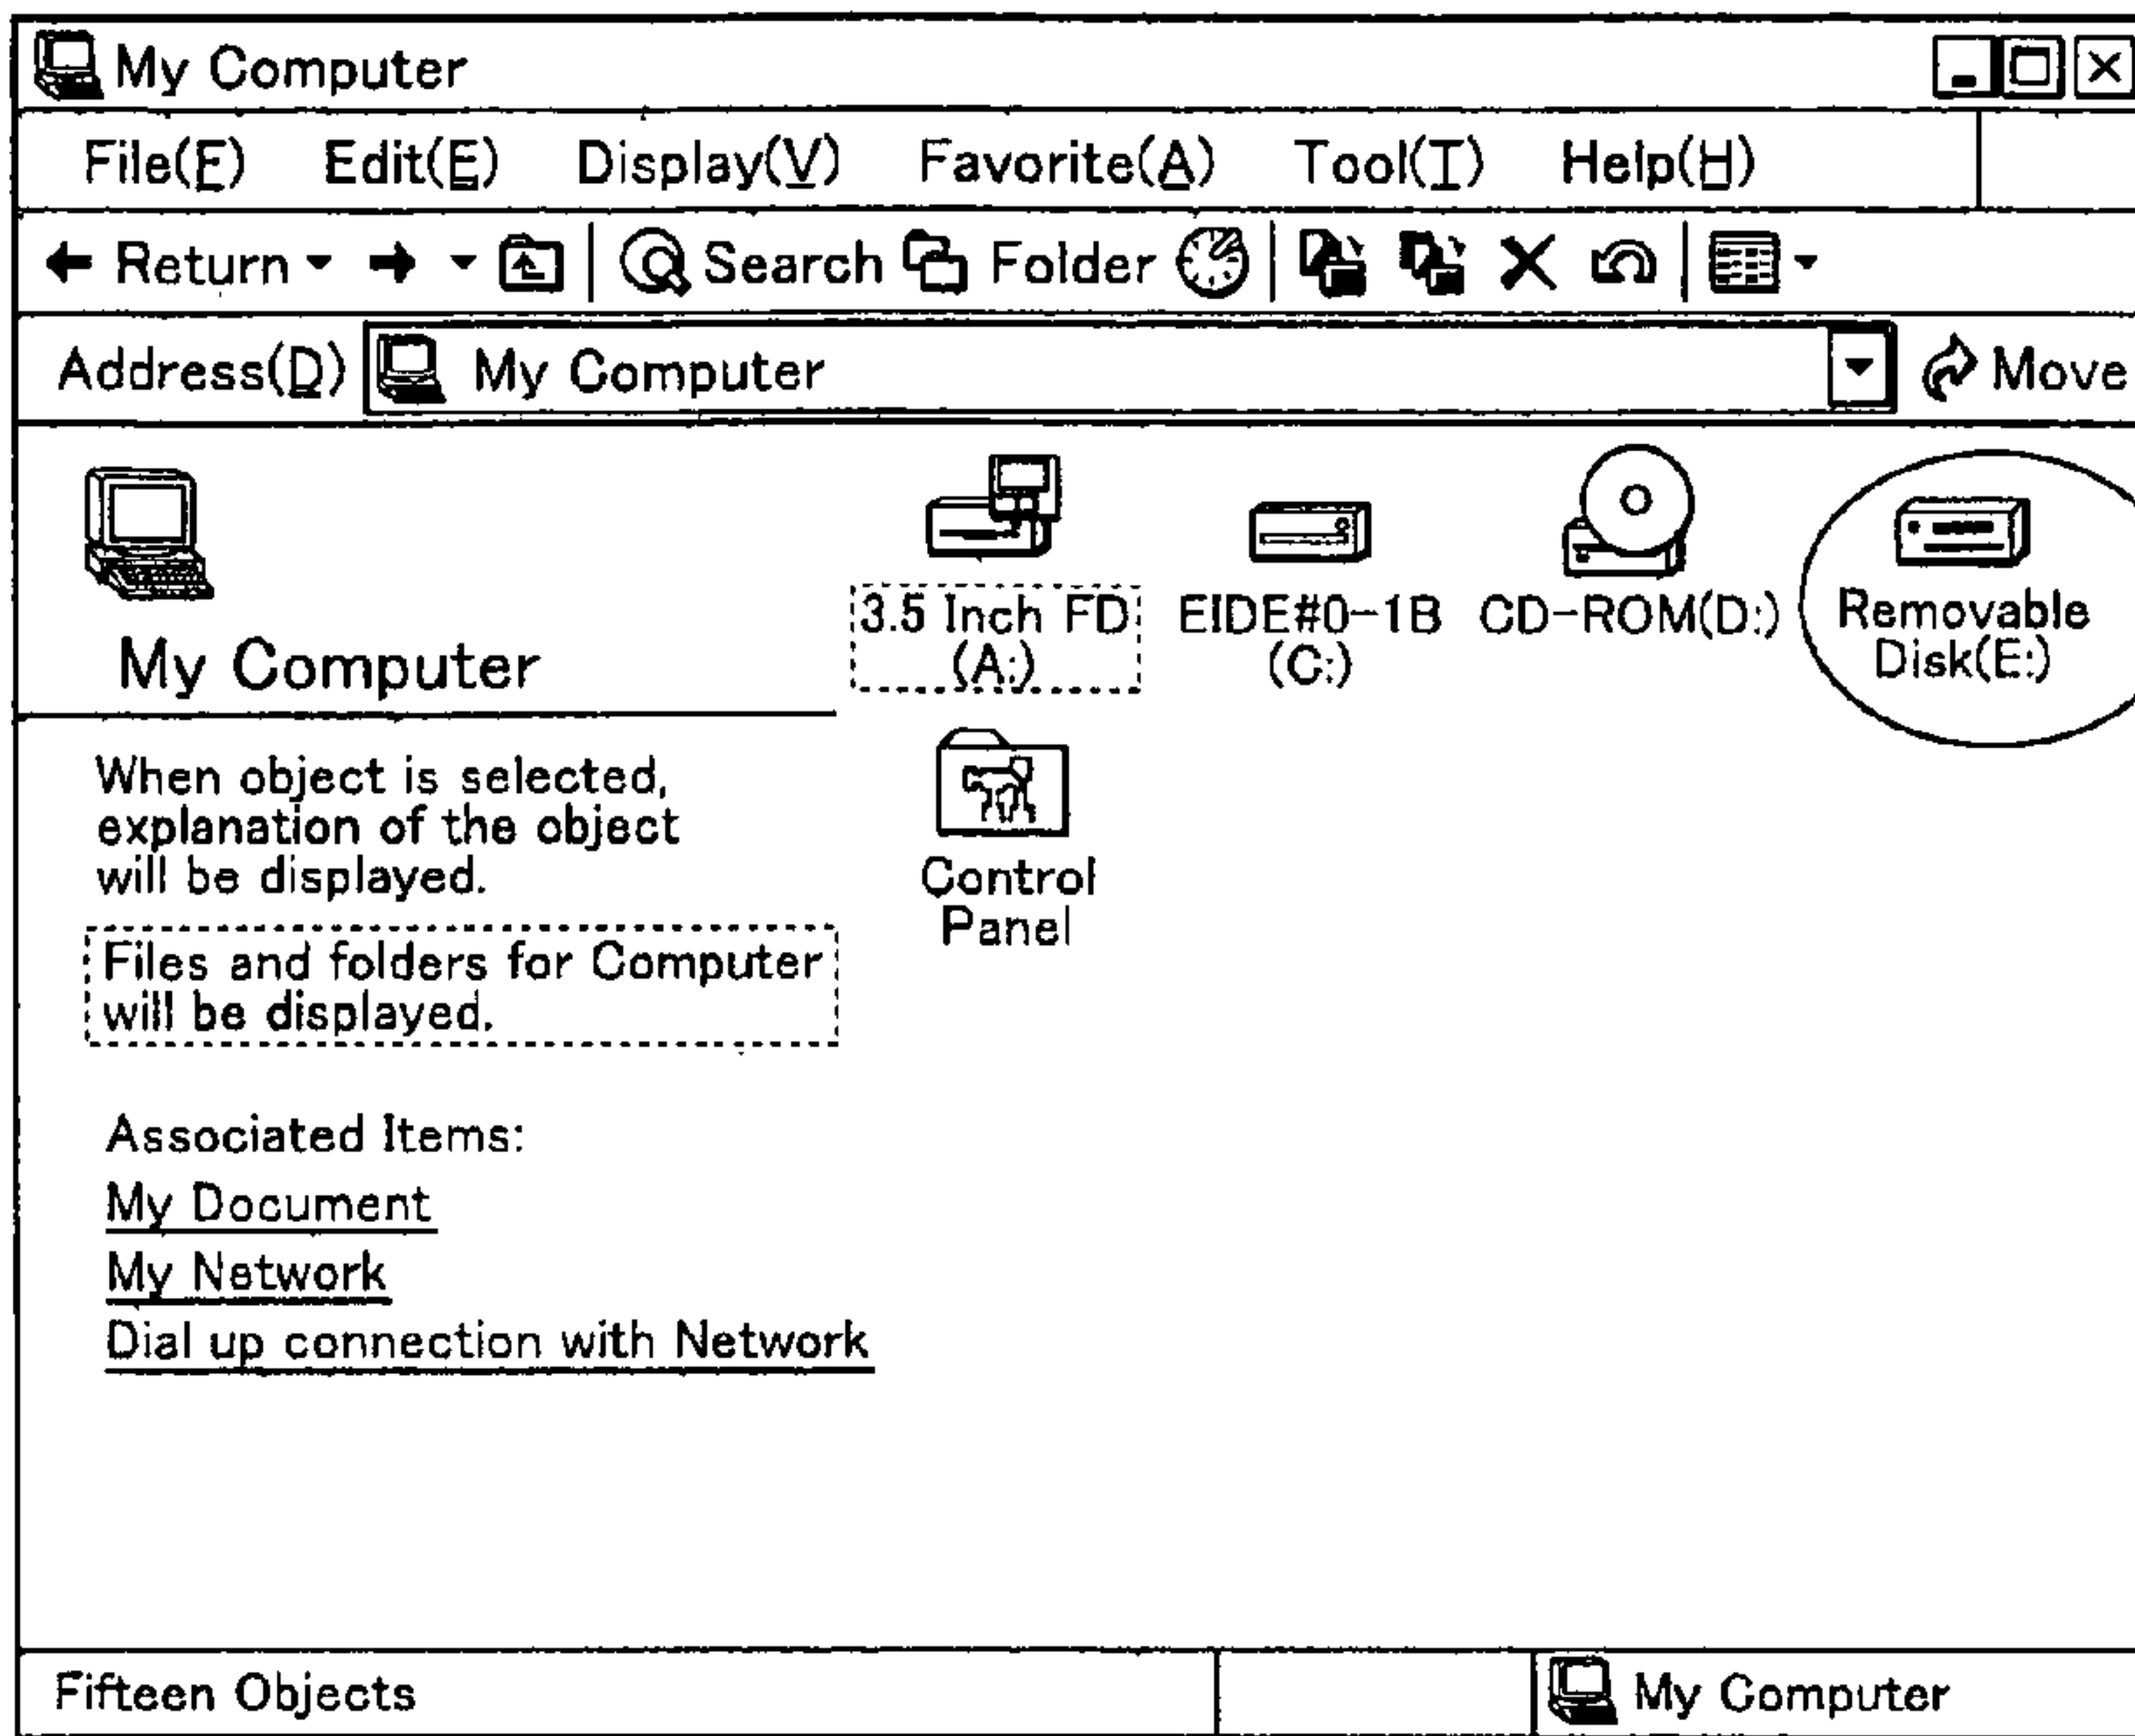 My Computer
File(F) Edit(E) Display(V) Favorite(A) Tool(T) Help(H)
Return Search Folder
Address(D) My Computer Move
3.5 Inch FD
(A:)
EIDE#0-1B
(C:)
CD-ROM(D:)
Removable
Disk(E:)
My Computer
When object is selected,
explanation of the object
will be displayed.
Control
Panel
Files and folders for Computer
will be displayed.
Associated Items:
My Document
My Network
Dial up connection with Network
Fifteen Objects
My Computer